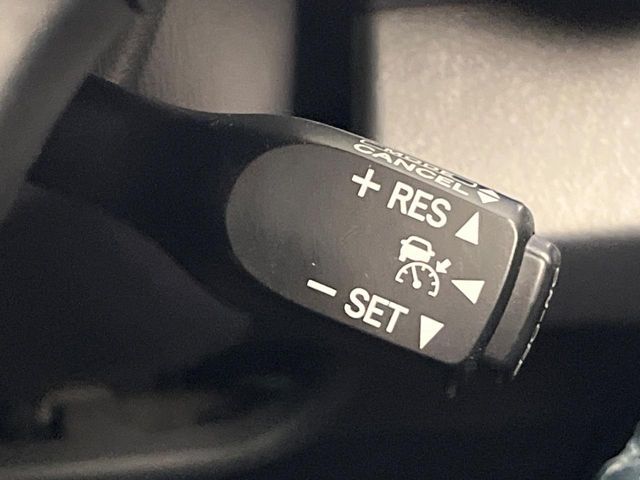 (MODE)
CANCEL
+ RES
− SET